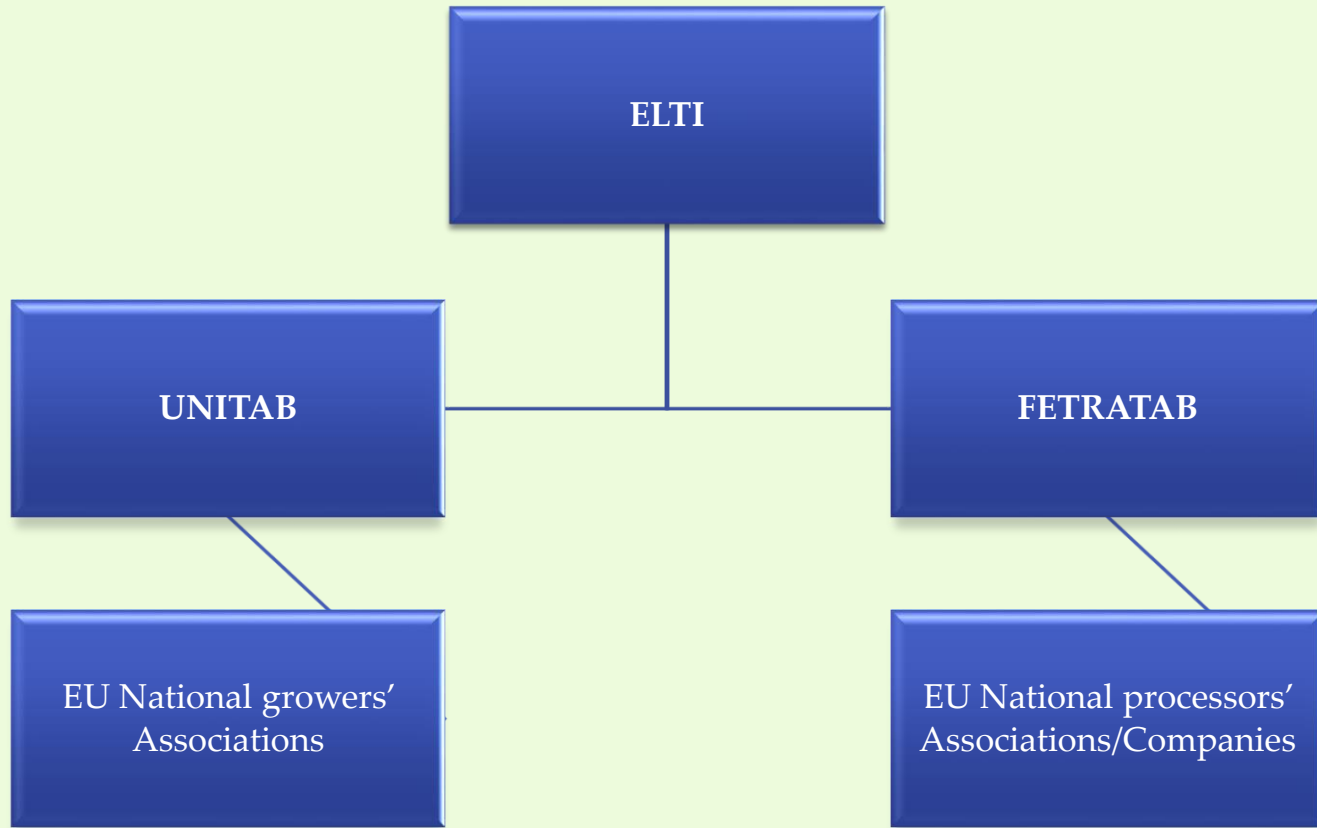 ELTI
UNITAB
FETRATAB
EU National growers’
Associations
EU National processors’
Associations/Companies